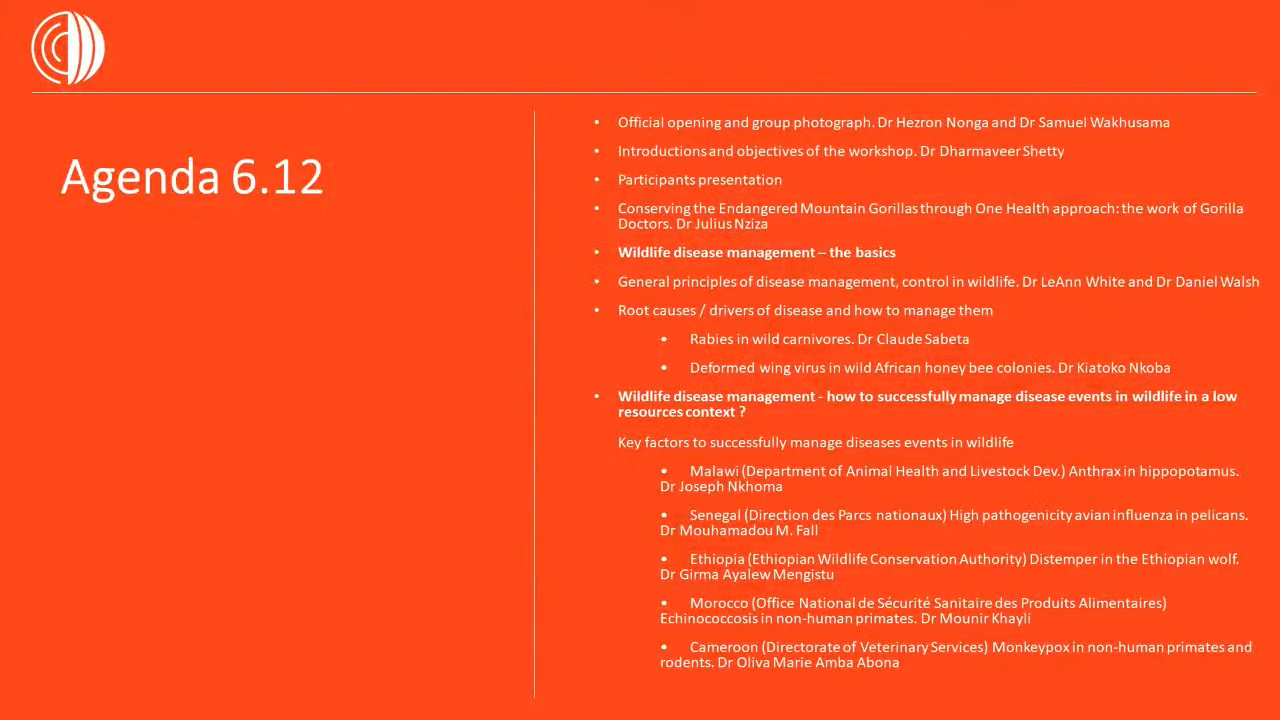 Agenda 6.12
• Official opening and group photograph. Dr Hezron Nonga and Dr Samuel Wakhusama
• Introductions and objectives of the workshop. Dr Dharmaveer Shetty
• Participants presentation
• Conserving the Endangered Mountain Gorillas through One Health approach: the work of Gorilla
Doctors. Dr Julius Nziza
• Wildlife disease management – the basics
• General principles of disease management, control in wildlife. Dr LeAnn White and Dr Daniel Walsh
• Root causes / drivers of disease and how to manage them
• Rabies in wild carnivores. Dr Claude Sabeta
• Deformed wing virus in wild African honey bee colonies. Dr Kiatoko Nkoba
• Wildlife disease management - how to successfully manage disease events in wildlife in a low
resources context ?
Key factors to successfully manage diseases events in wildlife
• Malawi (Department of Animal Health and Livestock Dev.) Anthrax in hippopotamus.
Dr Joseph Nkhoma
• Senegal (Direction des Parcs nationaux) High pathogenicity avian influenza in pelicans.
Dr Mouhamadou M. Fall
• Ethiopia (Ethiopian Wildlife Conservation Authority) Distemper in the Ethiopian wolf.
Dr Girma Ayalew Mengistu
• Morocco (Office National de Sécurité Sanitaire des Produits Alimentaires)
Echinococcosis in non-human primates. Dr Mounir Khayli
• Cameroon (Directorate of Veterinary Services) Monkeypox in non-human primates and
rodents. Dr Oliva Marie Amba Abona